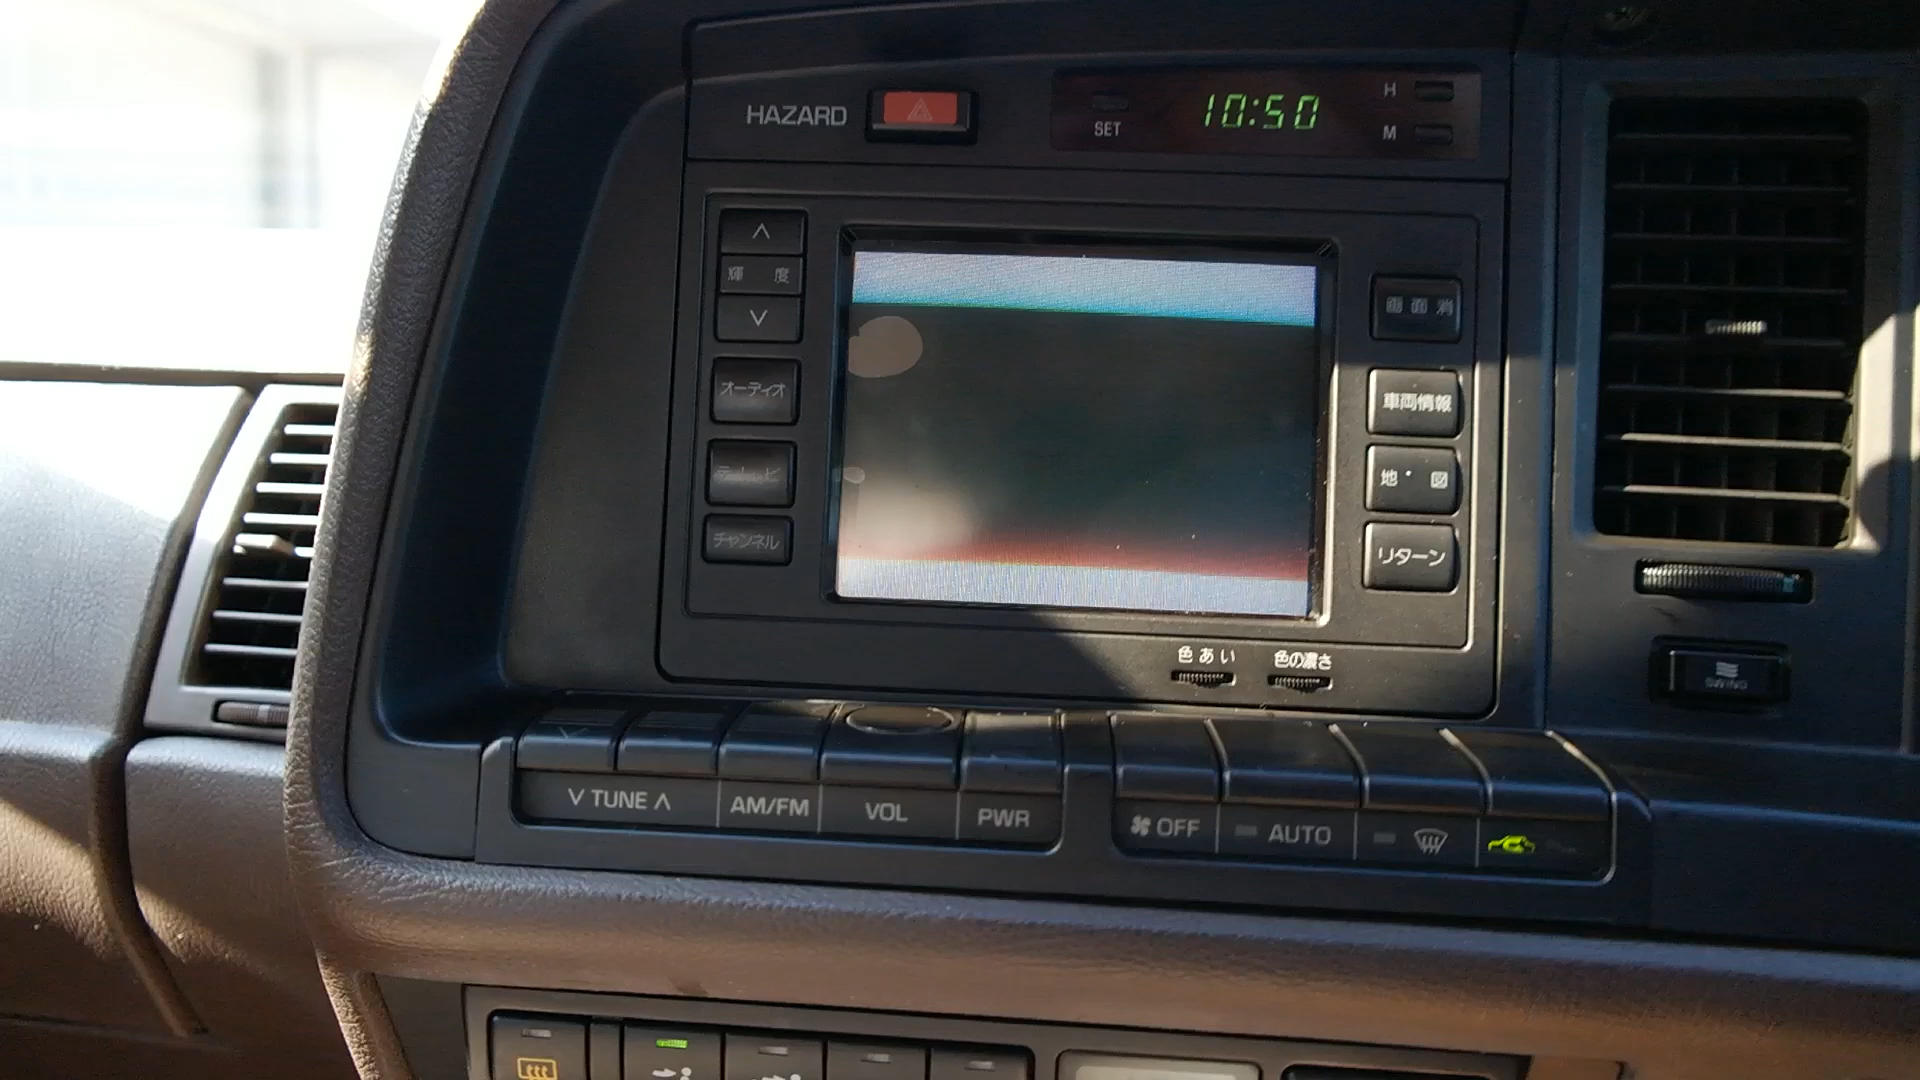 HAZARD
SET
10:50
H
M
輝 度
オーディオ
テレビ
チャンネル
画面消
車両情報
地・図
リターン
色あい
色の濃さ
SWING
∨ TUNE ∧
AM/FM
VOL
PWR
OFF
AUTO